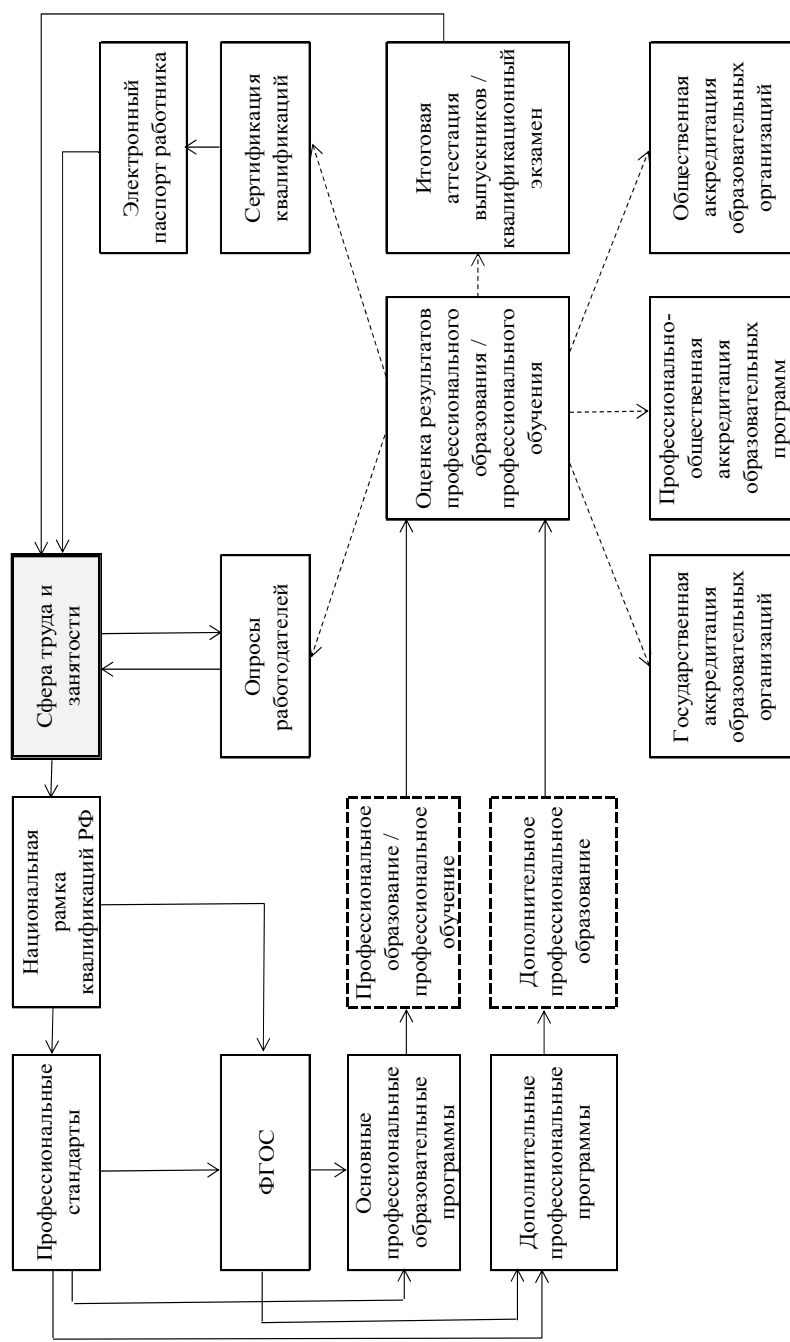 Профессиональные
стандарты
Национальная
рамка
квалификаций РФ
Сфера труда и
занятости
Электронный
паспорт работника
ФГОС
Опросы
работодателей
Сертификация
квалификаций
Основные
профессиональные
образовательные
программы
Профессиональное
образование /
профессиональное
обучение
Оценка результатов
профессионального
образования /
профессионального
обучения
Итоговая
аттестация
выпускников /
квалификационный
экзамен
Дополнительные
профессиональные
программы
Дополнительное
профессиональное
образование
Государственная
аккредитация
образовательных
организаций
Профессионально-
общественная
аккредитация
образовательных
программ
Общественная
аккредитация
образовательных
организаций